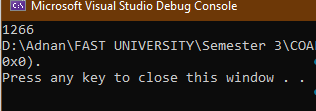 Microsoft Visual Studio Debug Console
1266
D:\Adnan\FAST UNIVERSITY\Semester 3\COA
0x0).
Press any key to close this window . .